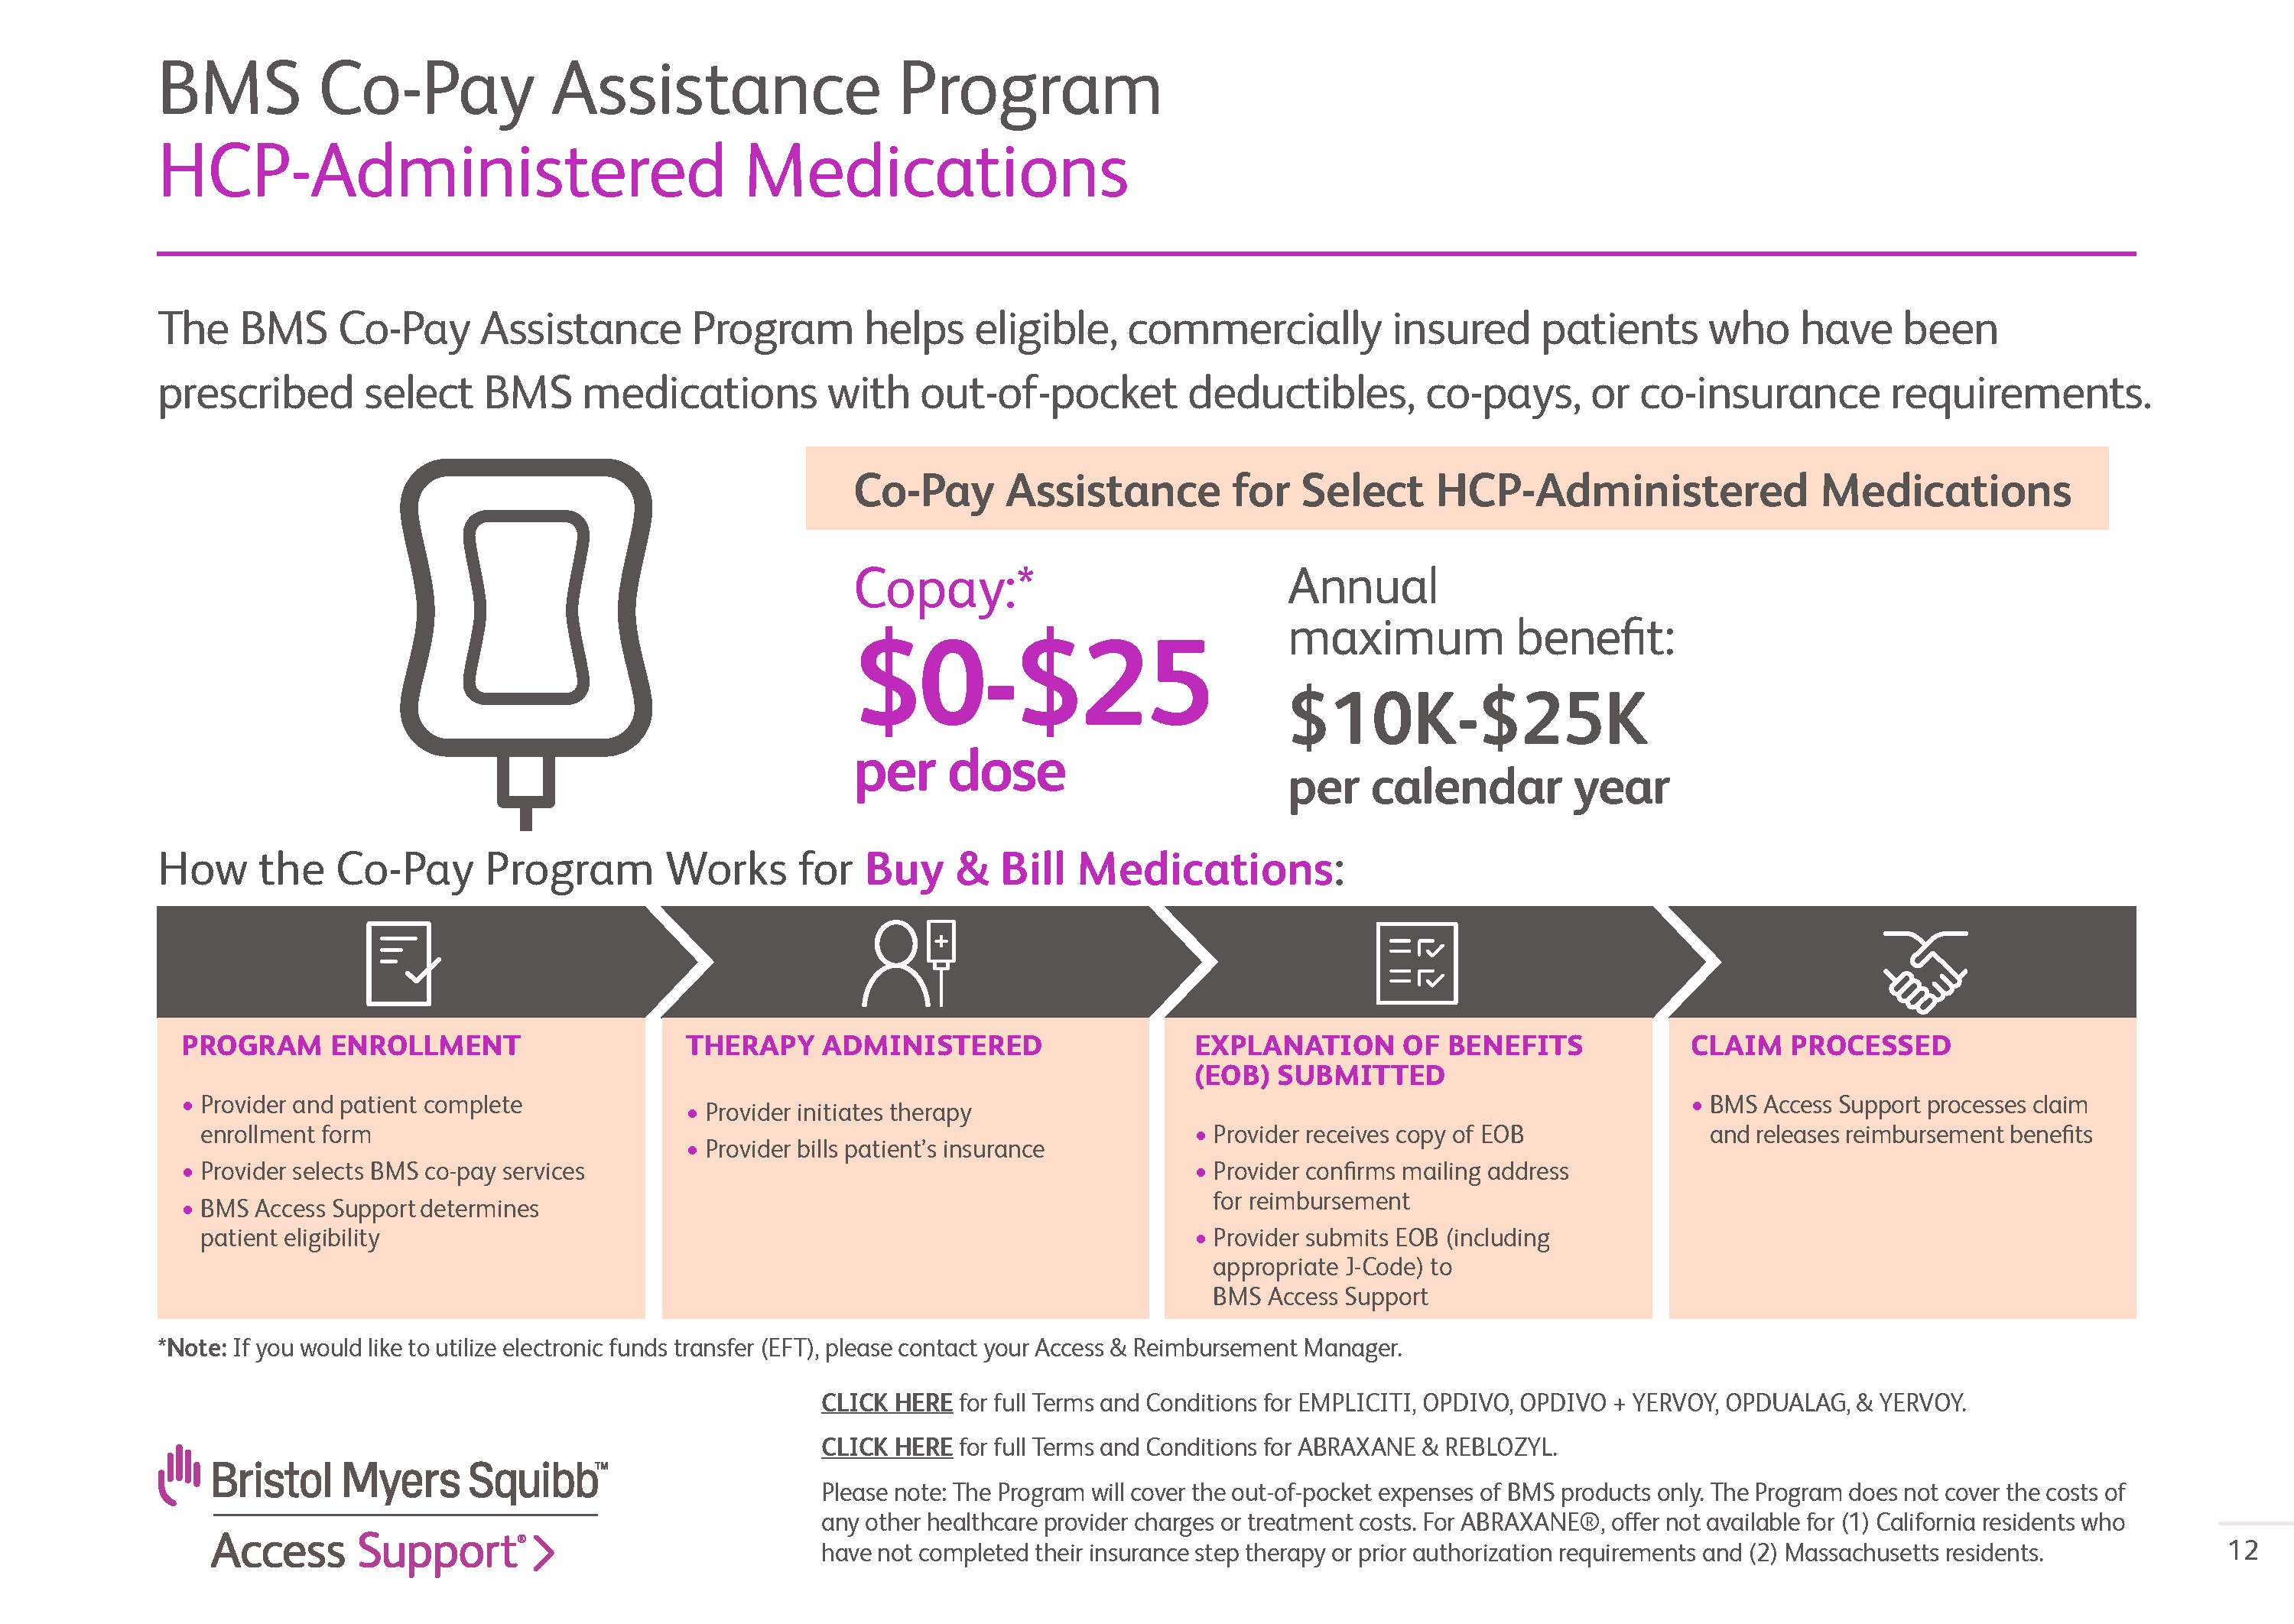 BMS Co-Pay Assistance Program
HCP-Administered Medications
The BMS Co-Pay Assistance Program helps eligible, commercially insured patients who have been
prescribed select BMS medications with out-of-pocket deductibles, co-pays, or co-insurance requirements.
Co-Pay Assistance for Select HCP-Administered Medications
Copay:*
$0-$25
per dose
Annual
maximum benefit:
$10K-$25K
per calendar year
How the Co-Pay Program Works for Buy & Bill Medications:
PROGRAM ENROLLMENT
• Provider and patient complete
enrollment form
• Provider selects BMS co-pay services
• BMS Access Support determines
patient eligibility
THERAPY ADMINISTERED
• Provider initiates therapy
• Provider bills patient’s insurance
EXPLANATION OF BENEFITS
(EOB) SUBMITTED
• Provider receives copy of EOB
• Provider confirms mailing address
for reimbursement
• Provider submits EOB (including
appropriate J-Code) to
BMS Access Support
CLAIM PROCESSED
• BMS Access Support processes claim
and releases reimbursement benefits
*Note: If you would like to utilize electronic funds transfer (EFT), please contact your Access & Reimbursement Manager.
CLICK HERE for full Terms and Conditions for EMPLICITI, OPDIVO, OPDIVO + YERVOY, OPDUALAG, & YERVOY.
CLICK HERE for full Terms and Conditions for ABRAXANE & REBLOZYL.
Please note: The Program will cover the out-of-pocket expenses of BMS products only. The Program does not cover the costs of
any other healthcare provider charges or treatment costs. For ABRAXANE®, offer not available for (1) California residents who
have not completed their insurance step therapy or prior authorization requirements and (2) Massachusetts residents.
Bristol Myers Squibb™
Access Support®
12